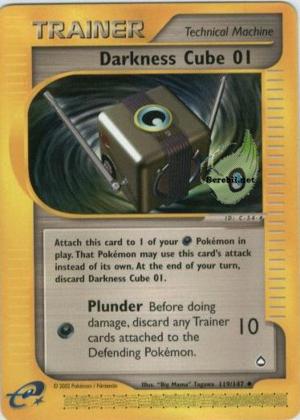 TRAINER
Technical Machine
Darkness Cube 01
Serebii.net
ID: C-34-
Attach this card to 1 of your Pokémon in
play. That Pokémon may use this card's attack
instead of its own. At the end of your turn,
discard Darkness Cube 01.
Plunder Before doing
damage, discard any Trainer
cards attached to the
Defending Pokémon.
10
Illus. "Big Mama" Tagawa
119/147
©2002 Pokémon / Nintendo
e